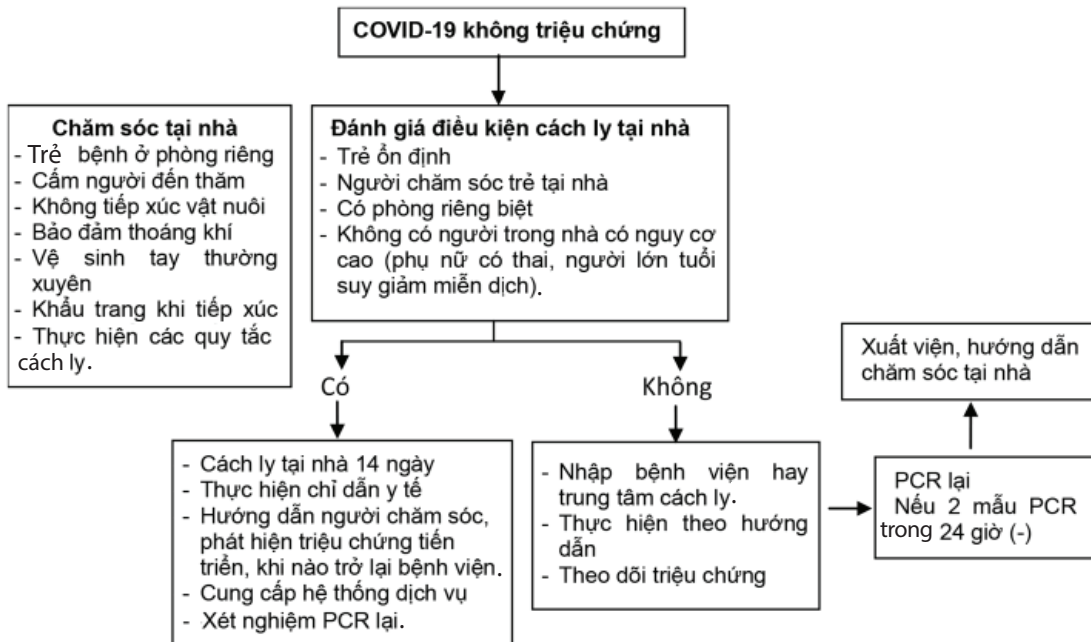 COVID-19 không triệu chứng
Chăm sóc tại nhà
- Trẻ bệnh ở phòng riêng
- Cấm người đến thăm
- Không tiếp xúc vật nuôi
- Bảo đảm thoáng khí
- Vệ sinh tay thường
xuyên
- Khẩu trang khi tiếp xúc
- Thực hiện các quy tắc
cách ly.
Đánh giá điều kiện cách ly tại nhà
- Trẻ ổn định
- Người chăm sóc trẻ tại nhà
- Có phòng riêng biệt
- Không có người trong nhà có nguy cơ
cao (phụ nữ có thai, người lớn tuổi
suy giảm miễn dịch).
Có
Không
- Cách ly tại nhà 14 ngày
- Thực hiện chỉ dẫn y tế
- Hướng dẫn người chăm sóc,
phát hiện triệu chứng tiến
triển, khi nào trở lại bệnh viện.
- Cung cấp hệ thống dịch vụ
- Xét nghiệm PCR lại.
- Nhập bệnh viện hay
trung tâm cách ly.
- Thực hiện theo hướng
dẫn
- Theo dõi triệu chứng
PCR lại
Nếu 2 mẫu PCR
trong 24 giờ (-)
Xuất viện, hướng dẫn
chăm sóc tại nhà